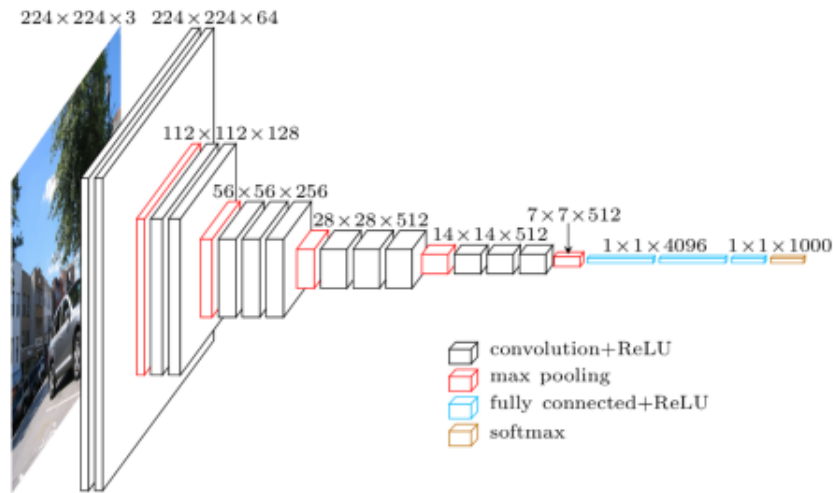 224×224×3
224×224×64
112×112×128
56×56×256
28×28×512
14×14×512
7×7×512
1×1×4096
1×1×1000
convolution+ReLU
max pooling
fully connected+ReLU
softmax